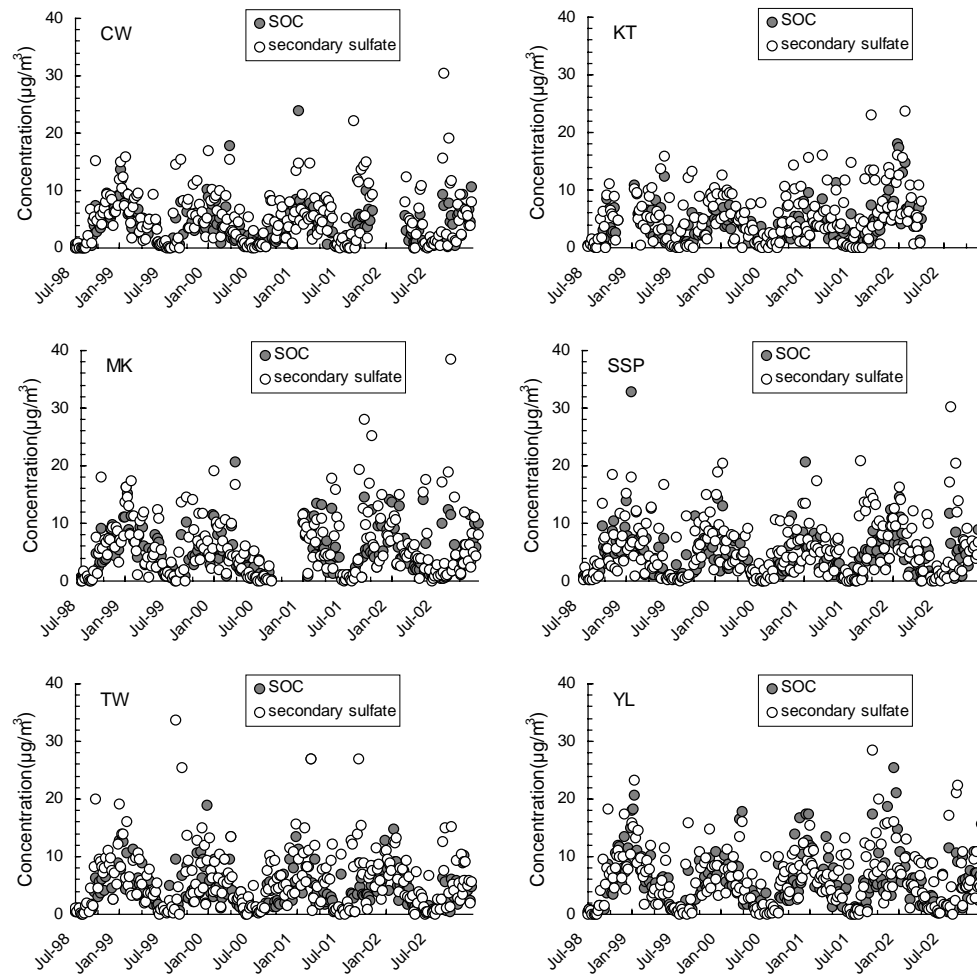 CW
SOC
secondary sulfate
Concentration(µg/m³)
40
30
20
10
0
Jul-98
Jan-99
Jul-99
Jan-00
Jul-00
Jan-01
Jul-01
Jan-02
Jul-02
KT
SOC
secondary sulfate
Concentration(µg/m³)
40
30
20
10
0
Jul-98
Jan-99
Jul-99
Jan-00
Jul-00
Jan-01
Jul-01
Jan-02
Jul-02
MK
SOC
secondary sulfate
Concentration(µg/m³)
40
30
20
10
0
Jul-98
Jan-99
Jul-99
Jan-00
Jul-00
Jan-01
Jul-01
Jan-02
Jul-02
SSP
SOC
secondary sulfate
Concentration(µg/m³)
40
30
20
10
0
Jul-98
Jan-99
Jul-99
Jan-00
Jul-00
Jan-01
Jul-01
Jan-02
Jul-02
TW
SOC
secondary sulfate
Concentration(µg/m³)
40
30
20
10
0
Jul-98
Jan-99
Jul-99
Jan-00
Jul-00
Jan-01
Jul-01
Jan-02
Jul-02
YL
SOC
secondary sulfate
Concentration(µg/m³)
40
30
20
10
0
Jul-98
Jan-99
Jul-99
Jan-00
Jul-00
Jan-01
Jul-01
Jan-02
Jul-02